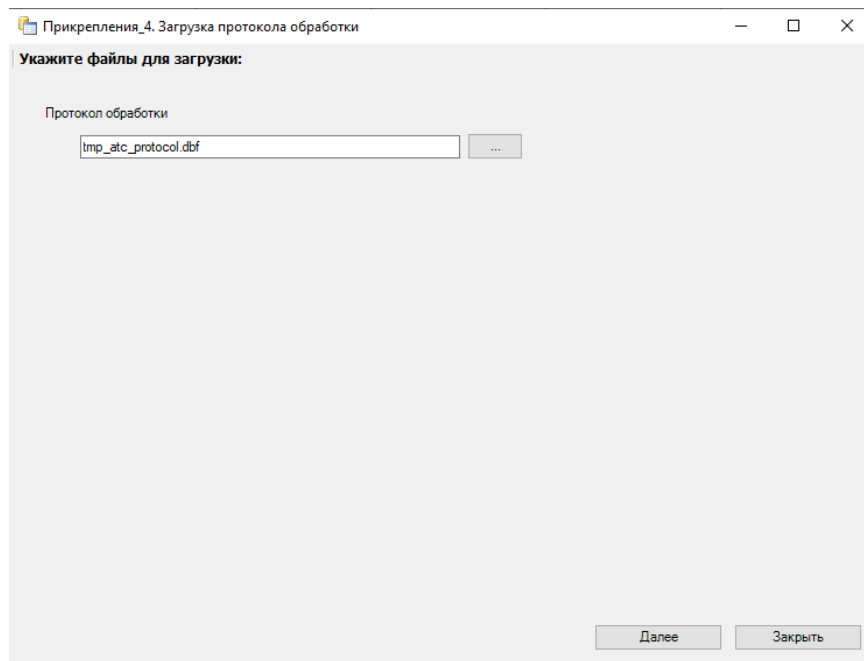 Прикрепления_4. Загрузка протокола обработки
Укажите файлы для загрузки:
Протокол обработки
tmp_atc_protocol.dbf
...
Далее
Закрыть